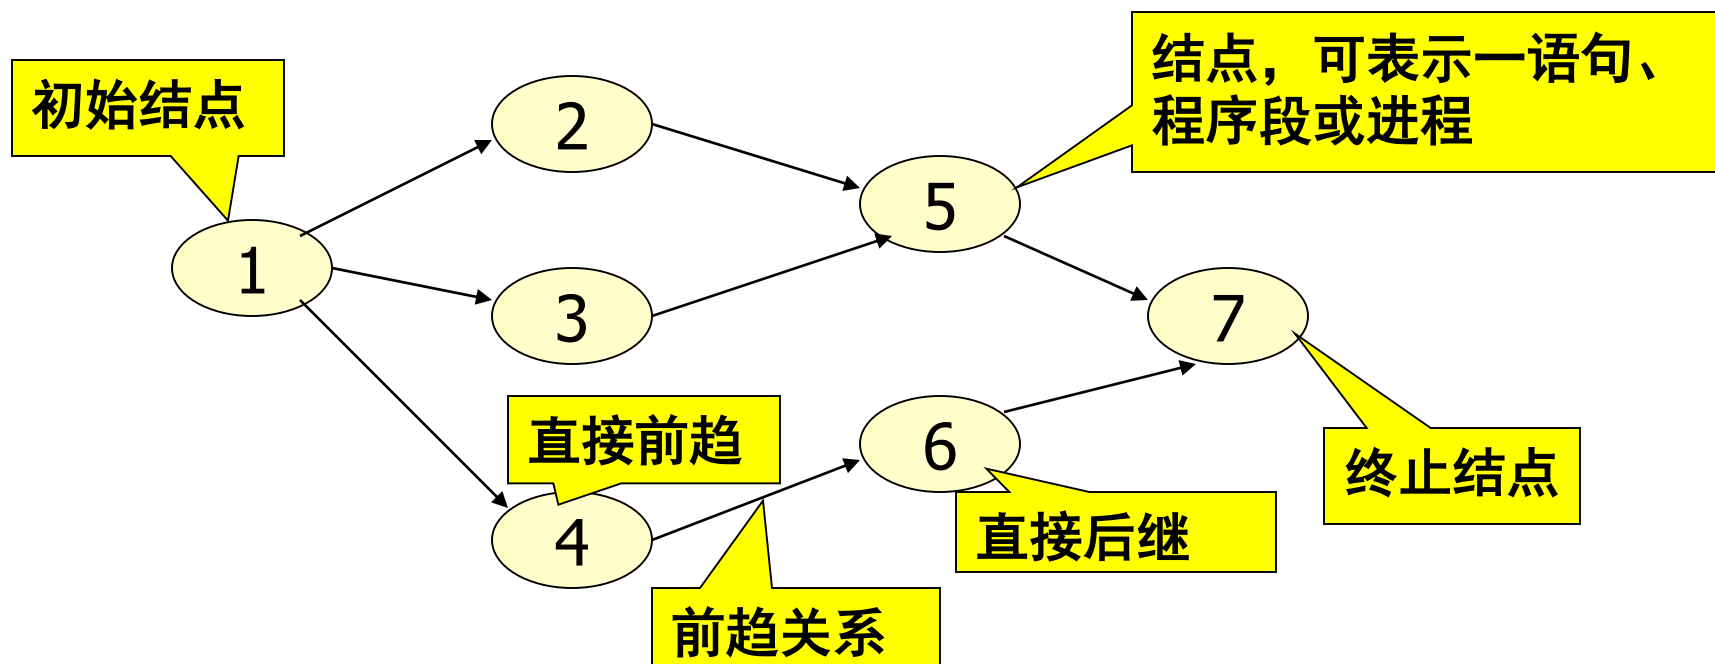 初始结点
结点，可表示一语句、
程序段或进程
2
5
1
3
7
直接前趋
6
终止结点
4
直接后继
前趋关系